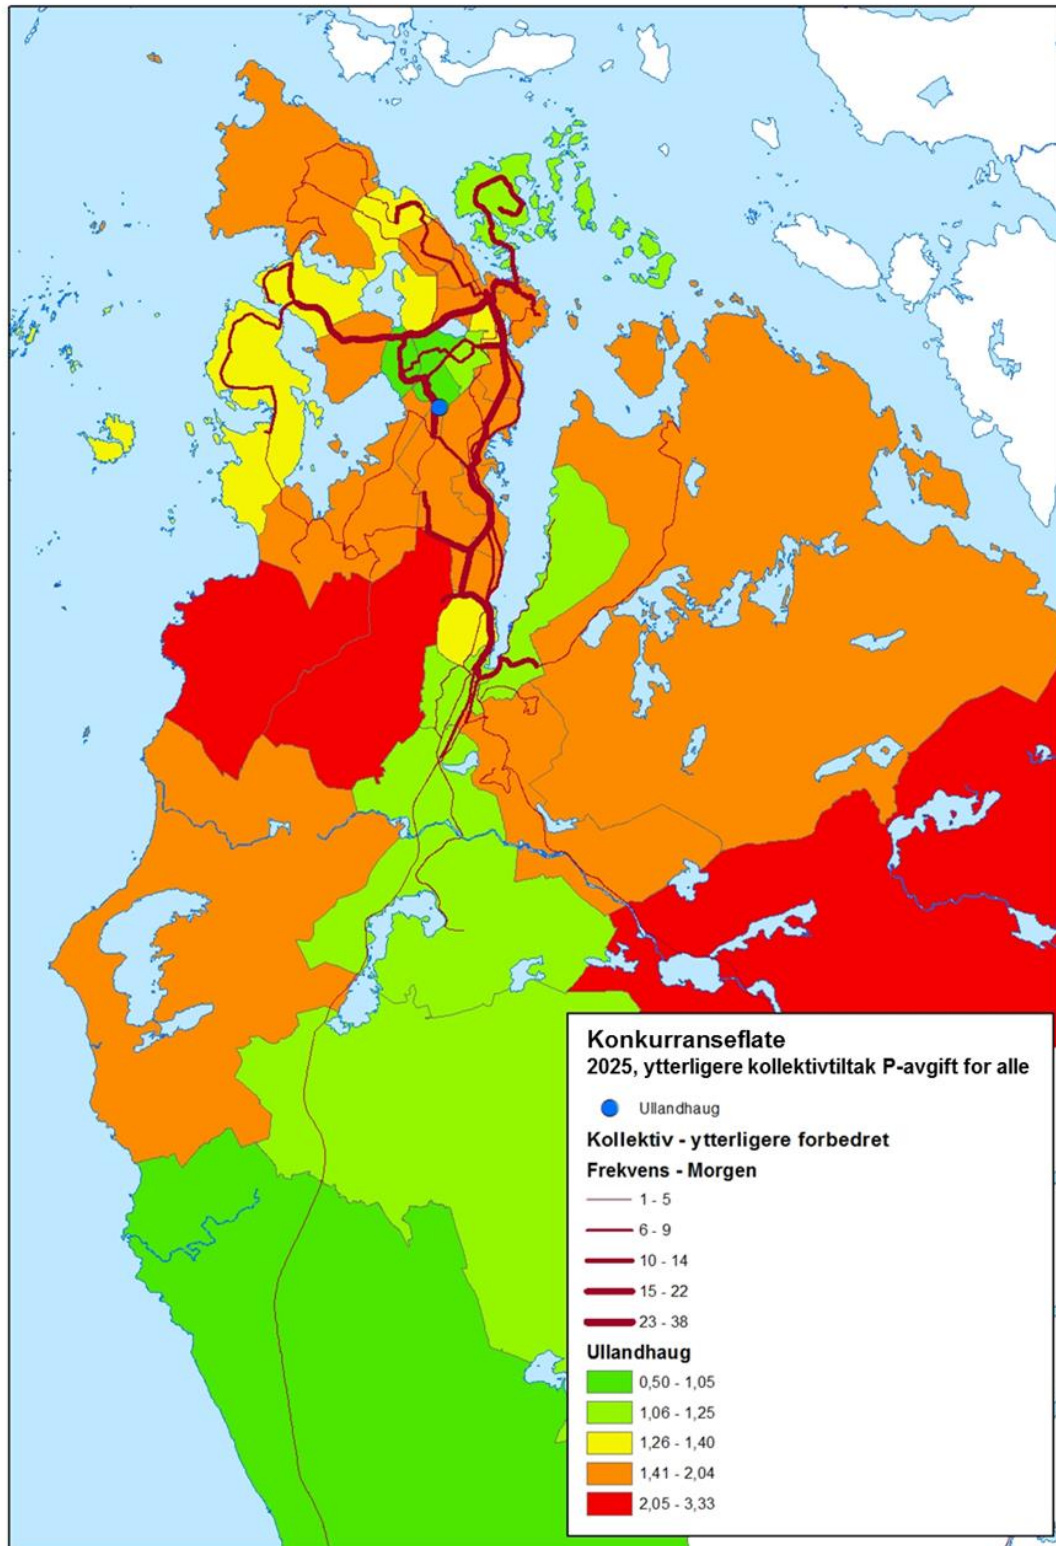 Konkurranseflate
2025, ytterligere kollektivtiltak P-avgift for alle
Ullandhaug
Kollektiv - ytterligere forbedret
Frekvens - Morgen
1 - 5
6 - 9
10 - 14
15 - 22
23 - 38
Ullandhaug
0,50 - 1,05
1,06 - 1,25
1,26 - 1,40
1,41 - 2,04
2,05 - 3,33